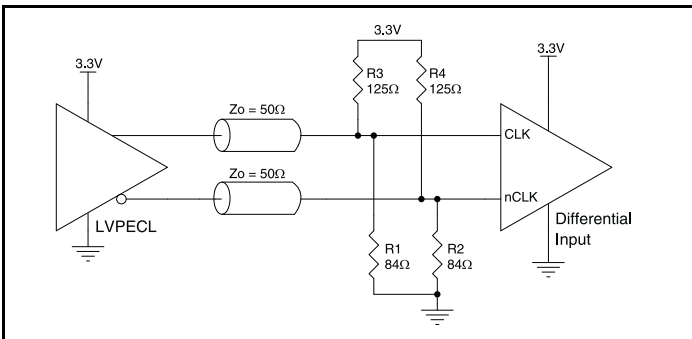 3.3V
3.3V
3.3V
R3
125Ω
R4
125Ω
Zo = 50Ω
CLK
Zo = 50Ω
nCLK
LVPECL
Differential
Input
R1
84Ω
R2
84Ω